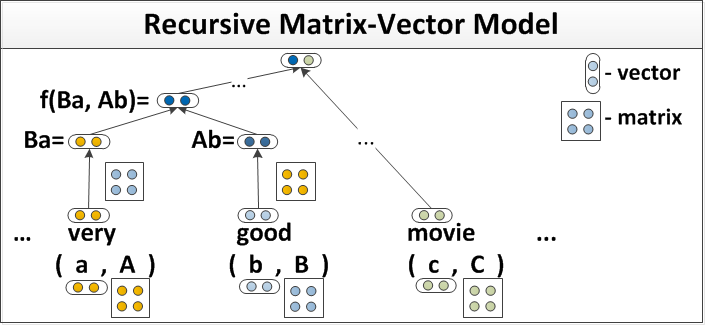 Recursive Matrix-Vector Model
...
- vector
f(Ba, Ab)=
- matrix
Ba=
Ab=
...
... very good movie ...
( a , A ) ( b , B ) ( c , C )